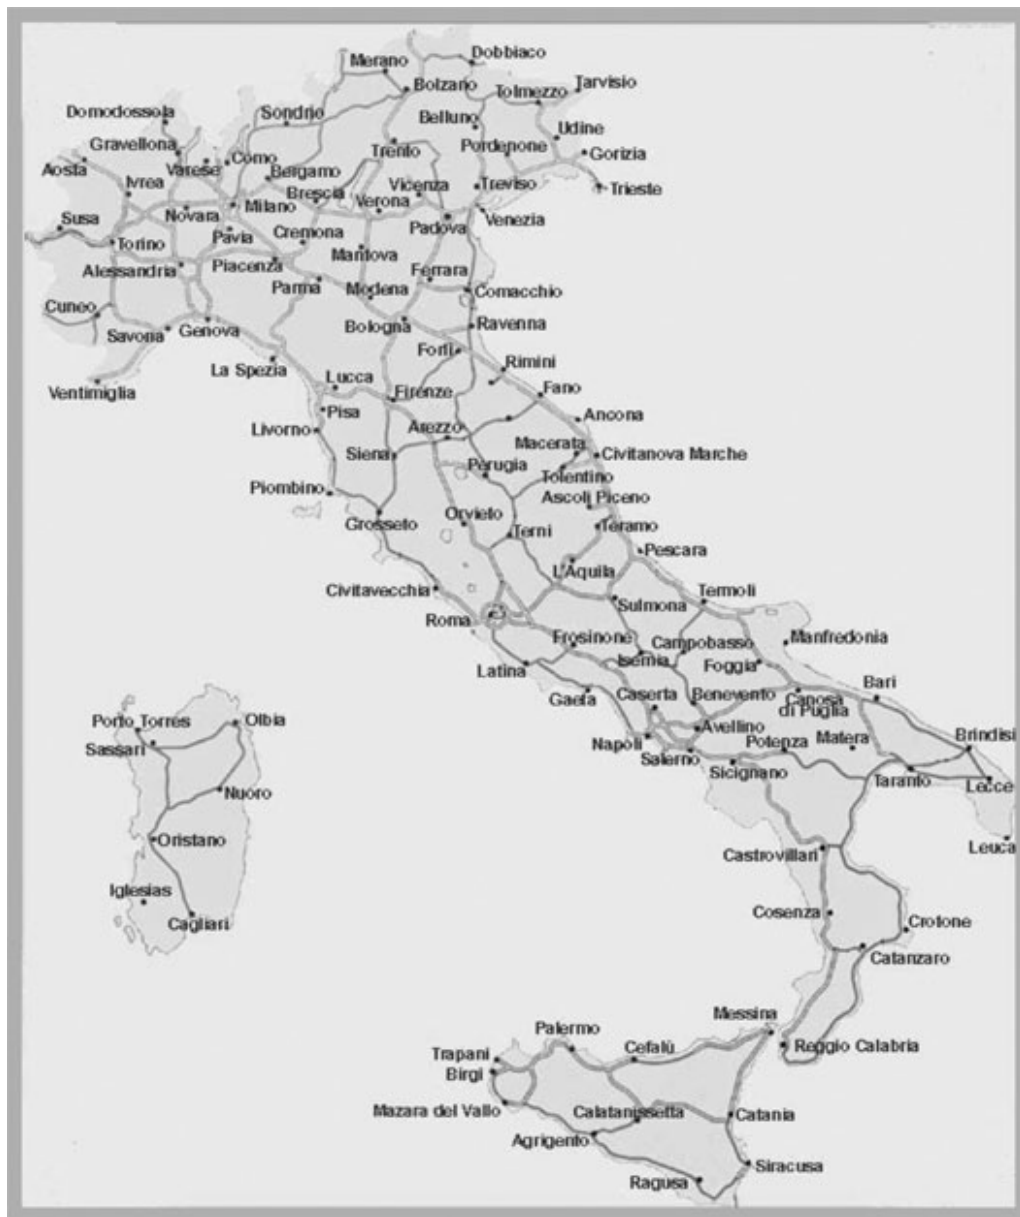 Dobbiaco
Merano
Bolzano
Tarvisio
Tolmezzo
Domodossola
Sondrio
Belluno
Udine
Gravellona
Trento
Pordenone
Gorizia
Aosta
Varese
Como
Bergamo
Ivrea
Brescia
Vicenza
Treviso
Trieste
Verona
Novara
Milano
Susa
Venezia
Padova
Pavia
Cremona
Torino
Mantova
Alessandria
Piacenza
Ferrara
Parma
Modena
Comacchio
Cuneo
Savona
Genova
Bologna
Ravenna
Forlì
La Spezia
Rimini
Lucca
Ventimiglia
Firenze
Fano
Pisa
Ancona
Livorno
Arezzo
Macerata
Siena
Civitanova Marche
Perugia
Tolentino
Piombino
Ascoli Piceno
Orvieto
Grosseto
Teramo
Terni
Pescara
L'Aquila
Civitavecchia
Termoli
Sulmona
Roma
Frosinone
Campobasso
Manfredonia
Isernia
Foggia
Latina
Bari
Gaeta
Caserta
Benevento
Canosa
di Puglia
Porto Torres
Olbia
Avellino
Brindisi
Sassari
Napoli
Potenza
Matera
Salerno
Sicignano
Taranto
Lecce
Nuoro
Oristano
Leuca
Castrovillari
Iglesias
Cosenza
Cagliari
Crotone
Catanzaro
Messina
Palermo
Cefalù
Reggio Calabria
Trapani
Birgi
Mazara del Vallo
Calatanissetta
Catania
Agrigento
Siracusa
Ragusa